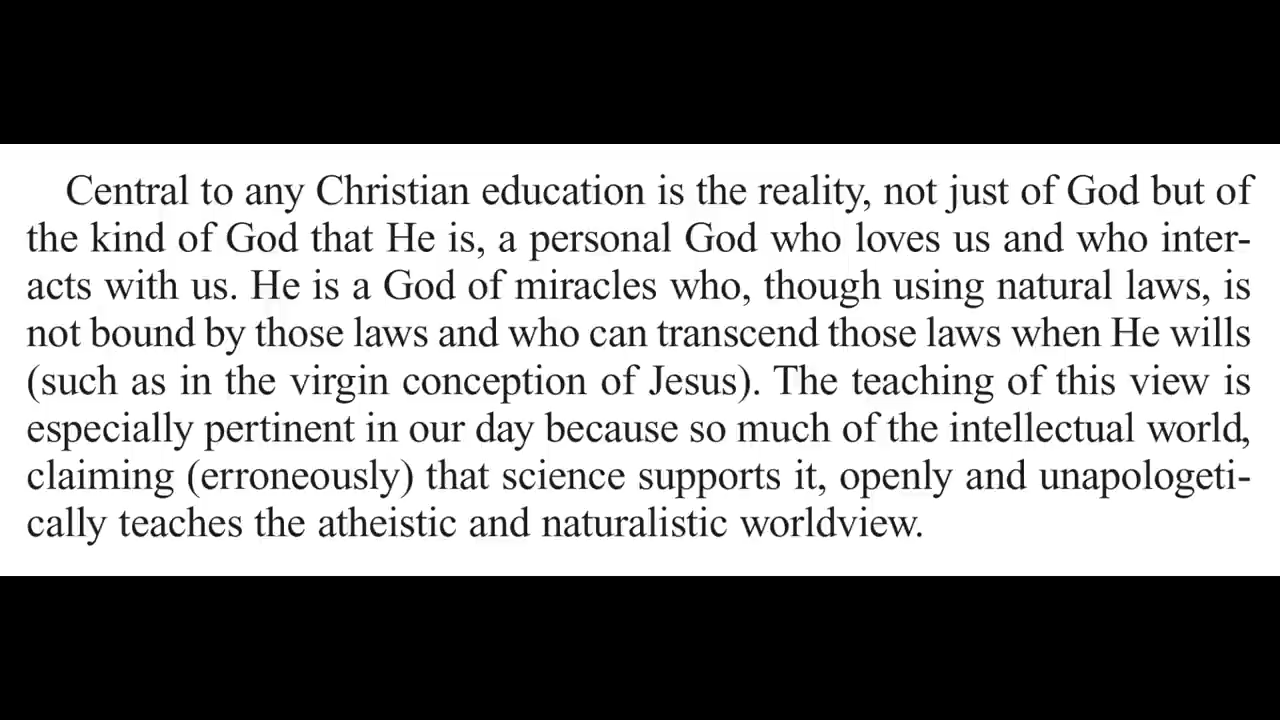 Central to any Christian education is the reality, not just of God but of
the kind of God that He is, a personal God who loves us and who inter-
acts with us. He is a God of miracles who, though using natural laws, is
not bound by those laws and who can transcend those laws when He wills
(such as in the virgin conception of Jesus). The teaching of this view is
especially pertinent in our day because so much of the intellectual world,
claiming (erroneously) that science supports it, openly and unapologeti-
cally teaches the atheistic and naturalistic worldview.